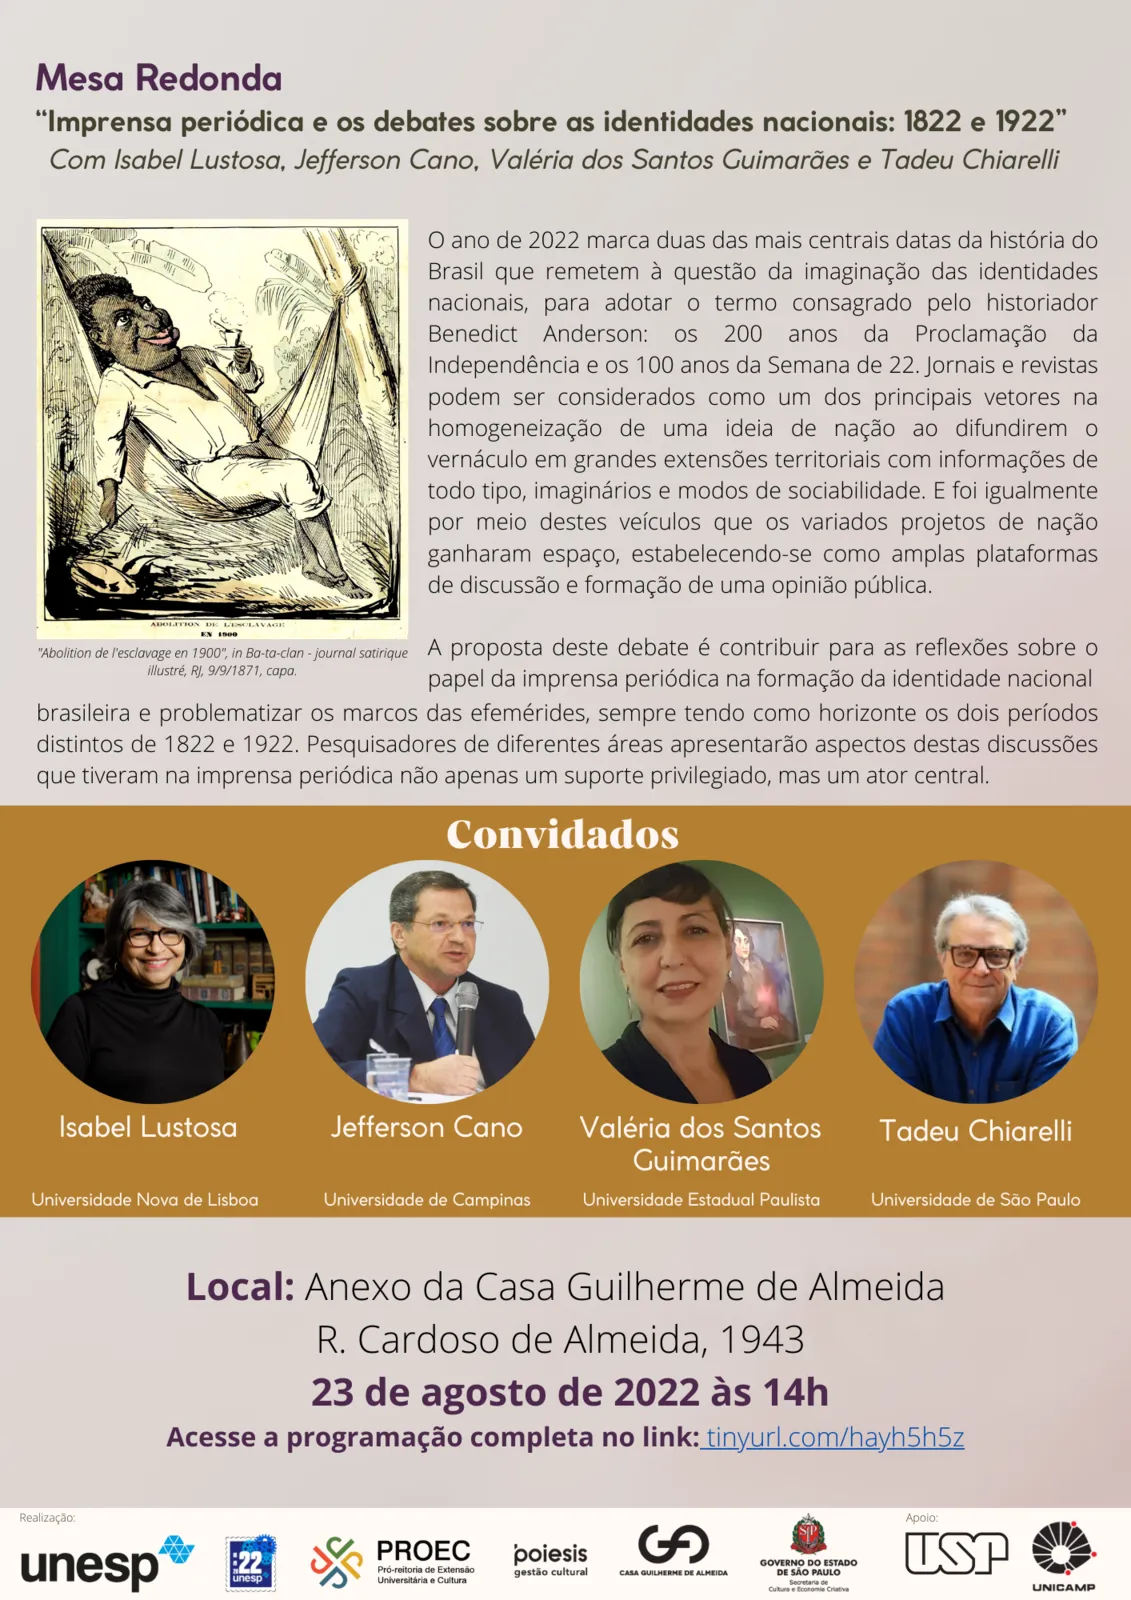 Mesa Redonda
“Imprensa periódica e os debates sobre as identidades nacionais: 1822 e 1922”
Com Isabel Lustosa, Jefferson Cano, Valéria dos Santos Guimarães e Tadeu Chiarelli
ABOLITION DE L'ESCLAVAGE
EN 1900
"Abolition de l'esclavage en 1900", in Ba-ta-clan - journal satirique
illustré, RJ, 9/9/1871, capa.
O ano de 2022 marca duas das mais centrais datas da história do
Brasil que remetem à questão da imaginação das identidades
nacionais, para adotar o termo consagrado pelo historiador
Benedict Anderson: os 200 anos da Proclamação da
Independência e os 100 anos da Semana de 22. Jornais e revistas
podem ser considerados como um dos principais vetores na
homogeneização de uma ideia de nação ao difundirem o
vernáculo em grandes extensões territoriais com informações de
todo tipo, imaginários e modos de sociabilidade. E foi igualmente
por meio destes veículos que os variados projetos de nação
ganharam espaço, estabelecendo-se como amplas plataformas
de discussão e formação de uma opinião pública.
A proposta deste debate é contribuir para as reflexões sobre o
papel da imprensa periódica na formação da identidade nacional
brasileira e problematizar os marcos das efemérides, sempre tendo como horizonte os dois períodos
distintos de 1822 e 1922. Pesquisadores de diferentes áreas apresentarão aspectos destas discussões
que tiveram na imprensa periódica não apenas um suporte privilegiado, mas um ator central.
Convidados
Isabel Lustosa
Universidade Nova de Lisboa
Jefferson Cano
Universidade de Campinas
Valéria dos Santos
Guimarães
Universidade Estadual Paulista
Tadeu Chiarelli
Universidade de São Paulo
Local: Anexo da Casa Guilherme de Almeida
R. Cardoso de Almeida, 1943
23 de agosto de 2022 às 14h
Acesse a programação completa no link: tinyurl.com/hayh5h5z
Realização:
unesp
22
unesp
PROEC
Pró-reitoria de Extensão
Universitária e Cultura
poiesis
gestão cultural
CASA GUILHERME DE ALMEIDA
GOVERNO DO ESTADO
DE SÃO PAULO
Secretaria de
Cultura e Economia Criativa
Apoio:
USP
UNICAMP